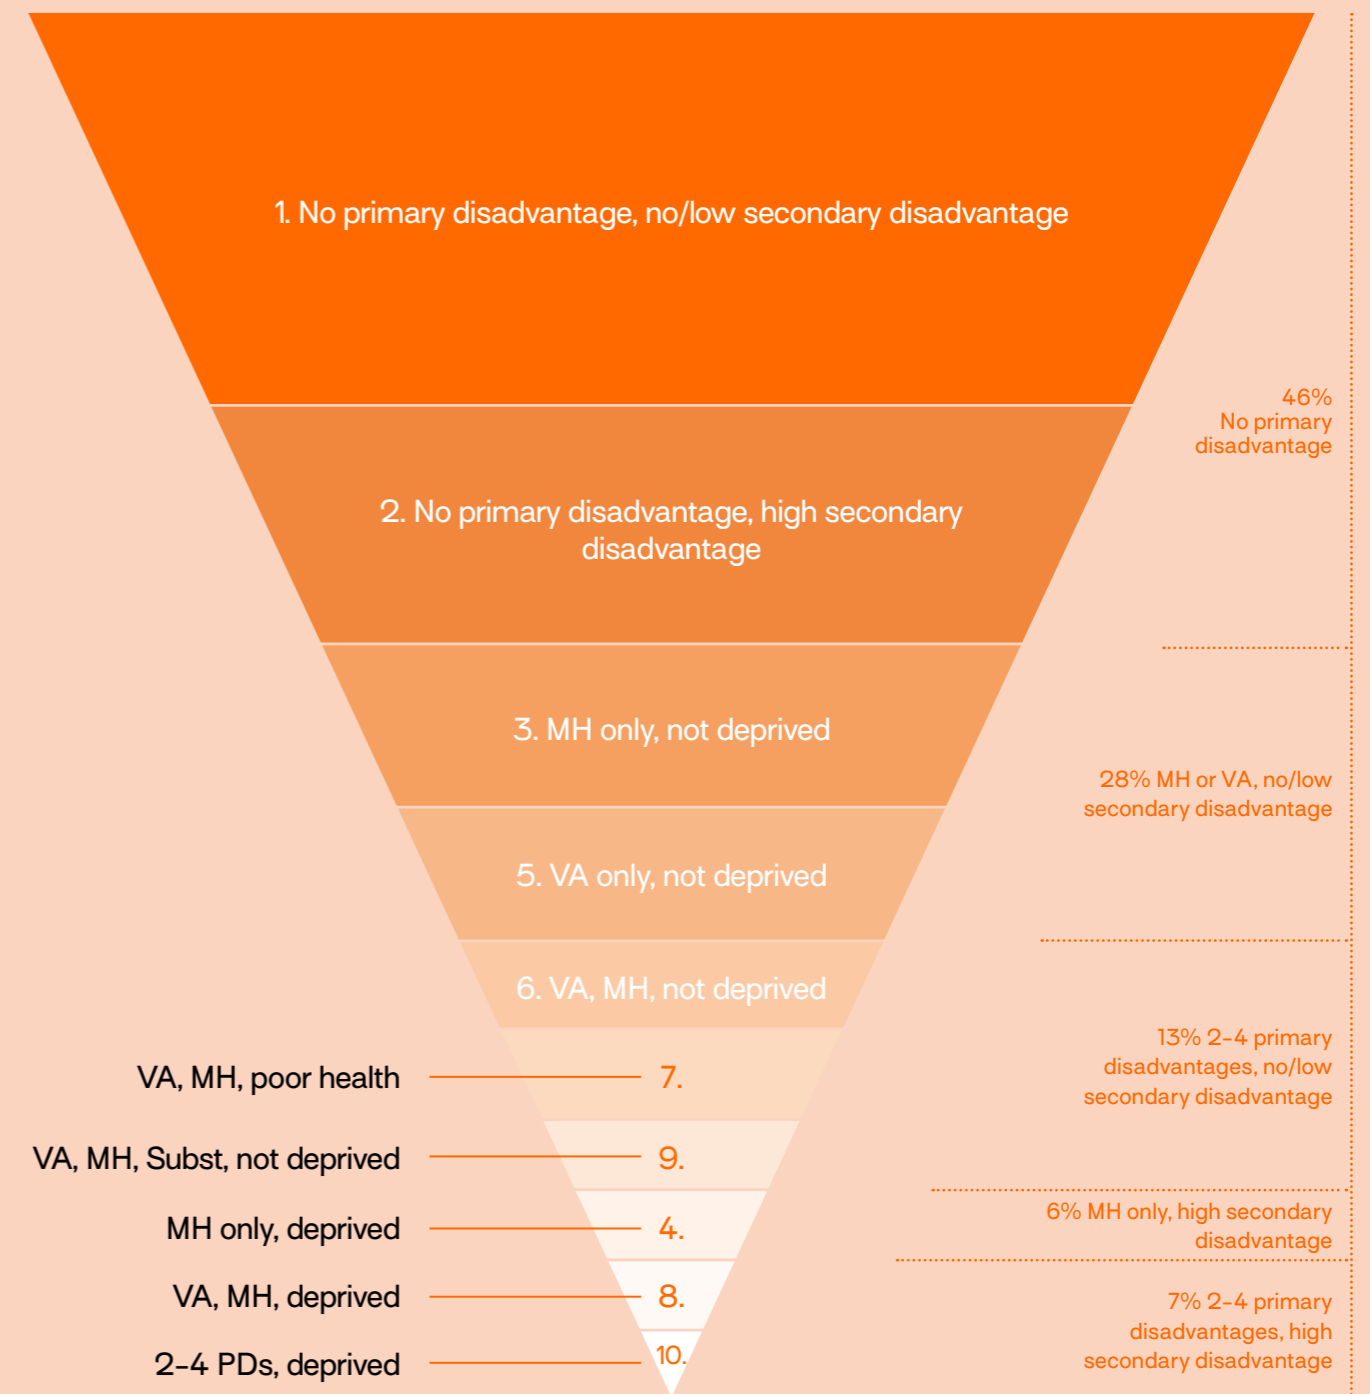 1. No primary disadvantage, no/low secondary disadvantage
46%
No primary
disadvantage
2. No primary disadvantage, high secondary
disadvantage
3. MH only, not deprived
28% MH or VA, no/low
secondary disadvantage
5. VA only, not deprived
6. VA, MH, not deprived
13% 2–4 primary
disadvantages, no/low
secondary disadvantage
VA, MH, poor health
7.
VA, MH, Subst, not deprived
9.
MH only, deprived
4.
6% MH only, high secondary
disadvantage
VA, MH, deprived
8.
7% 2–4 primary
disadvantages, high
secondary disadvantage
2–4 PDs, deprived
10.